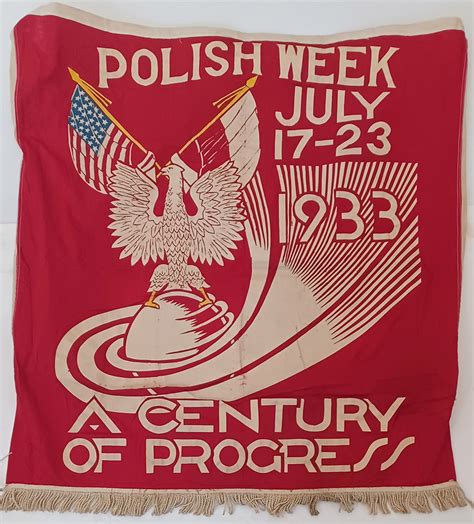 POLISH WEEK
JULY
17-23
1933
A CENTURY
OF PROGRESS